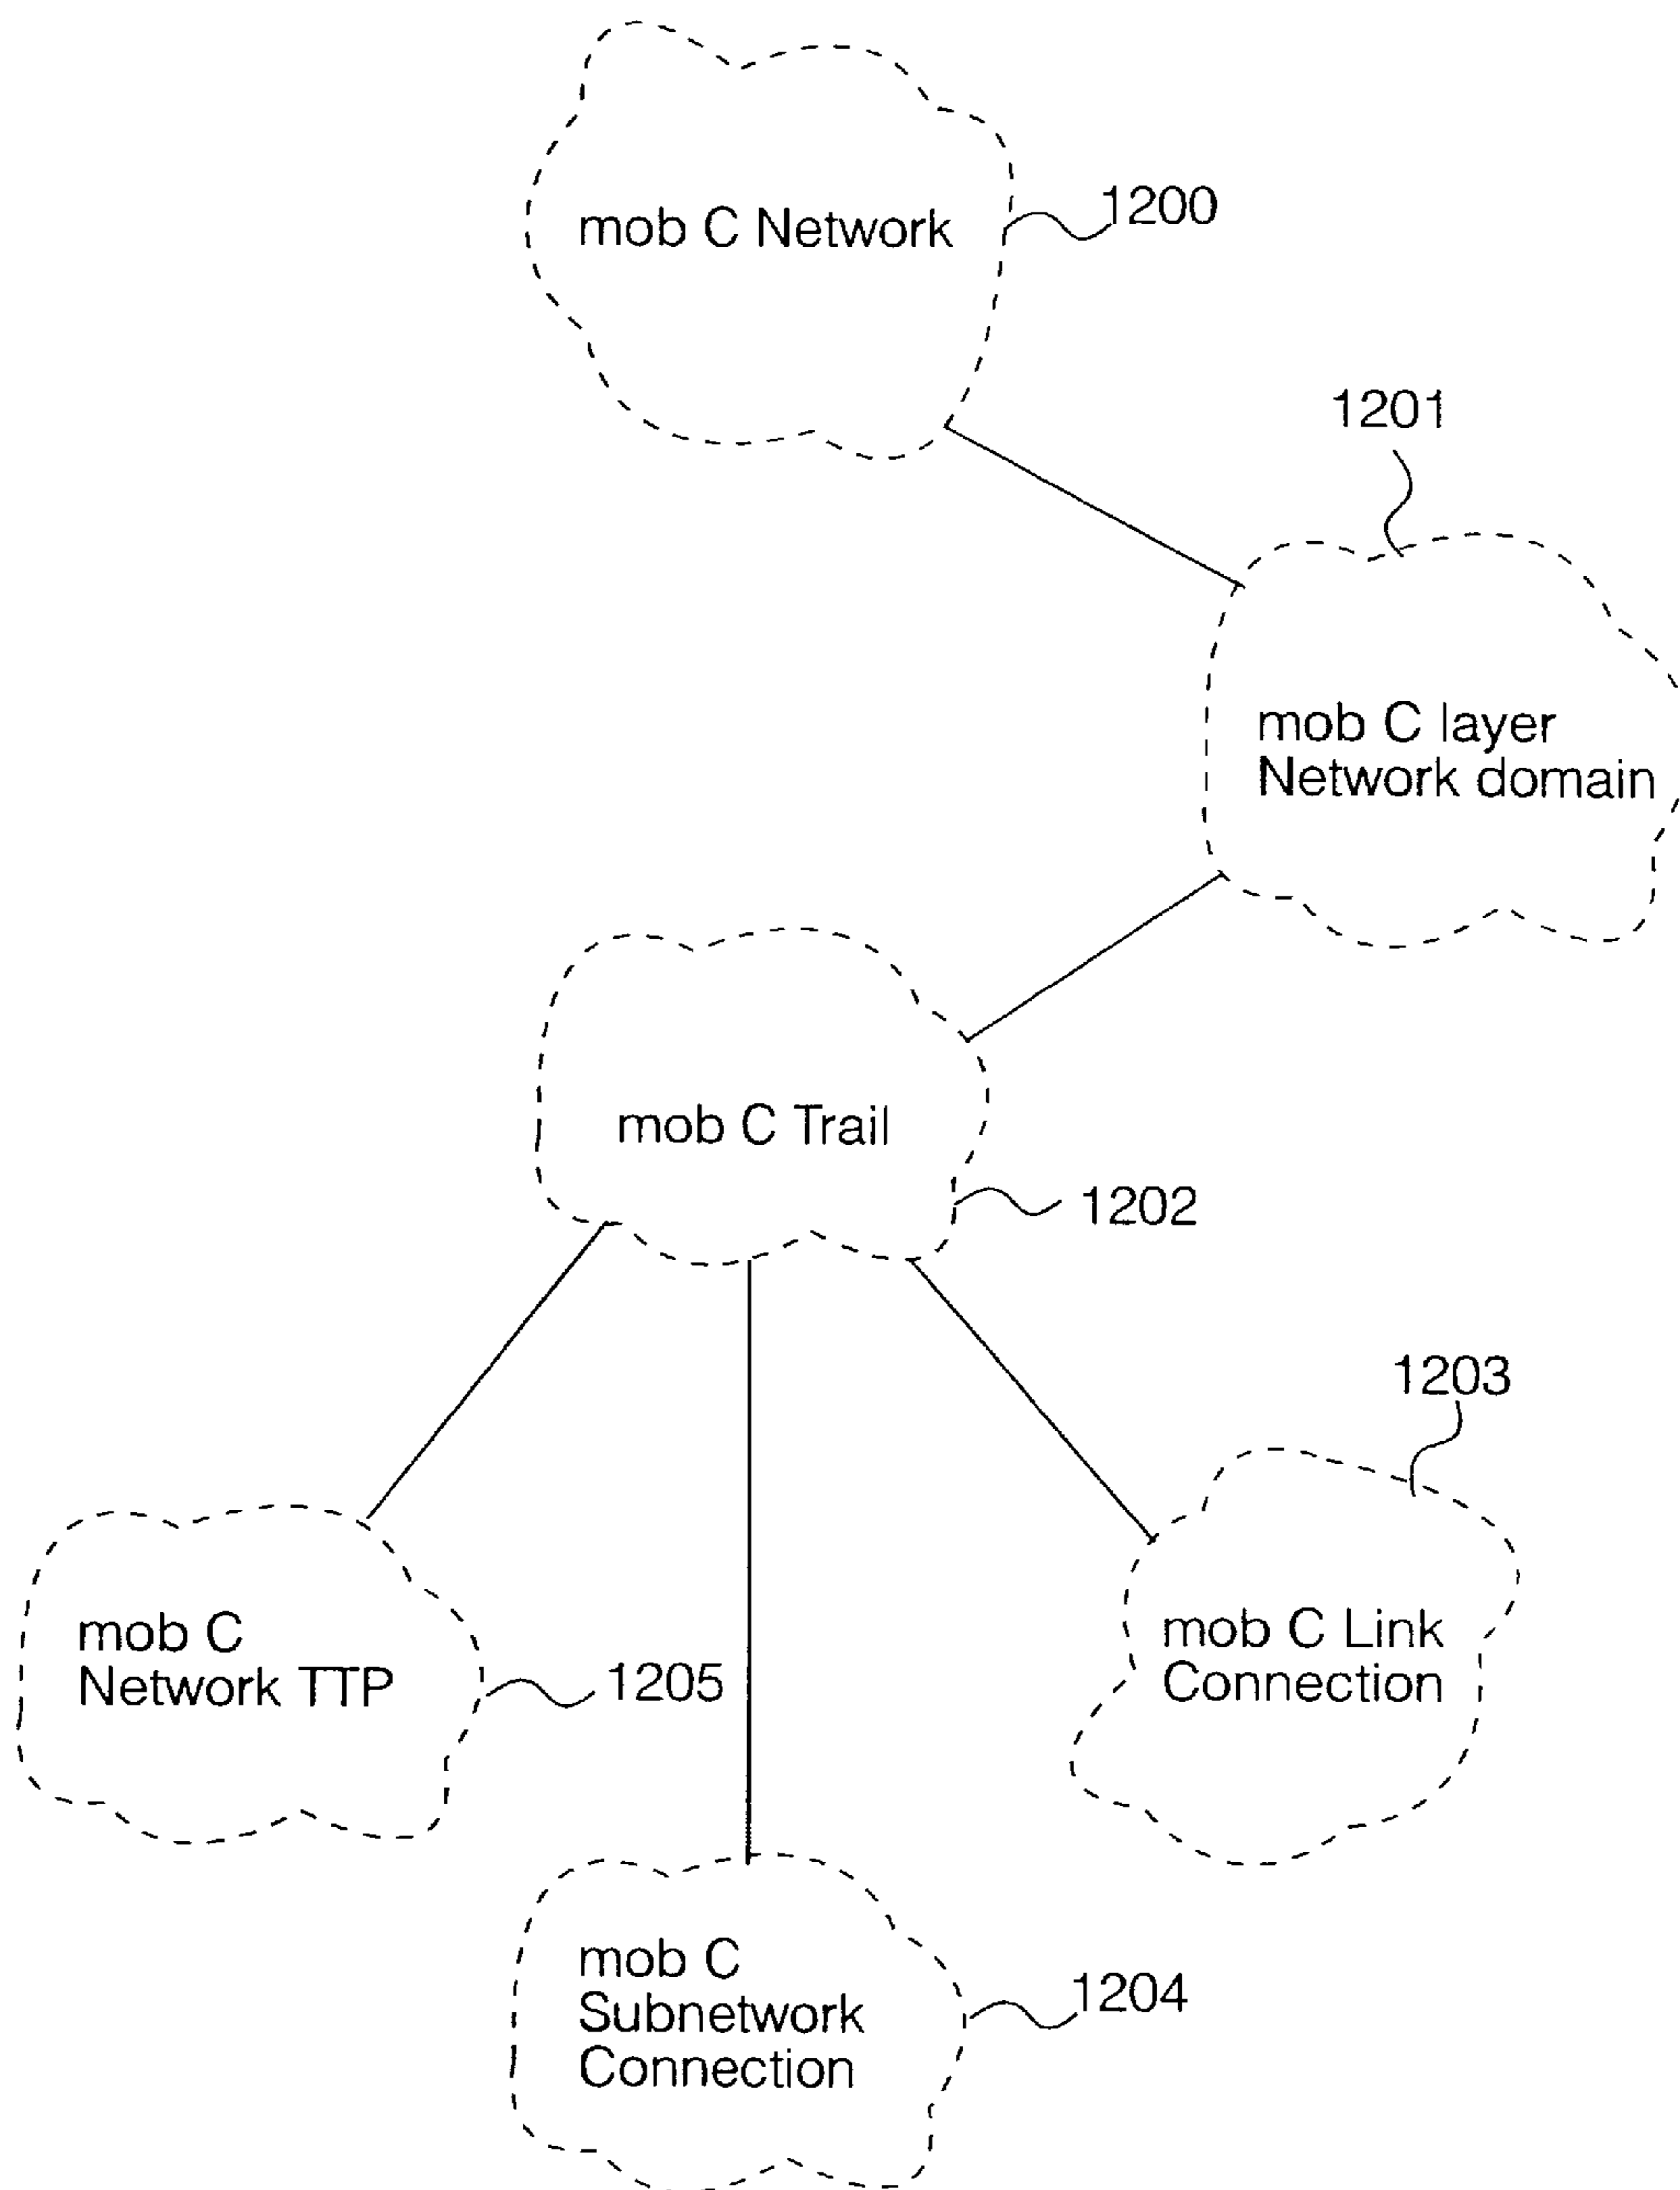 mob C Network
1200
1201
mob C layer
Network domain
mob C Trail
1202
1203
mob C
Network TTP
1205
mob C Link
Connection
mob C
Subnetwork
Connection
1204